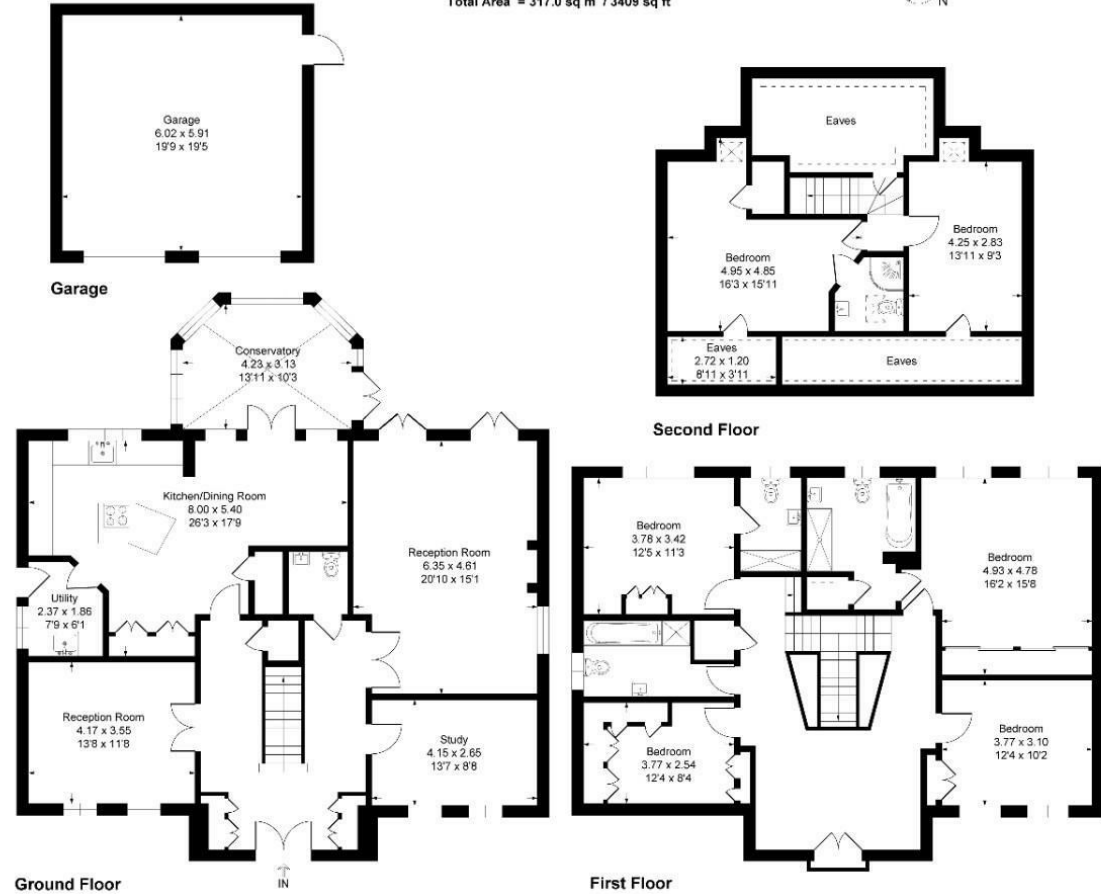 Total Area = 317.0 sq m / 3409 sq ft
N
Garage
6.02 x 5.91
19'9 x 19'5
Garage
Eaves
Bedroom
4.95 x 4.85
16'3 x 15'11
Bedroom
4.25 x 2.83
13'11 x 9'3
Eaves
2.72 x 1.20
8'11 x 3'11
Eaves
Second Floor
Conservatory
4.23 x 3.13
13'11 x 10'3
Kitchen/Dining Room
8.00 x 5.40
26'3 x 17'9
Reception Room
6.35 x 4.61
20'10 x 15'1
Utility
2.37 x 1.86
7'9 x 6'1
Reception Room
4.17 x 3.55
13'8 x 11'8
Study
4.15 x 2.65
13'7 x 8'8
IN
Ground Floor
Bedroom
3.78 x 3.42
12'5 x 11'3
Bedroom
4.93 x 4.78
16'2 x 15'8
Bedroom
3.77 x 2.54
12'4 x 8'4
Bedroom
3.77 x 3.10
12'4 x 10'2
First Floor